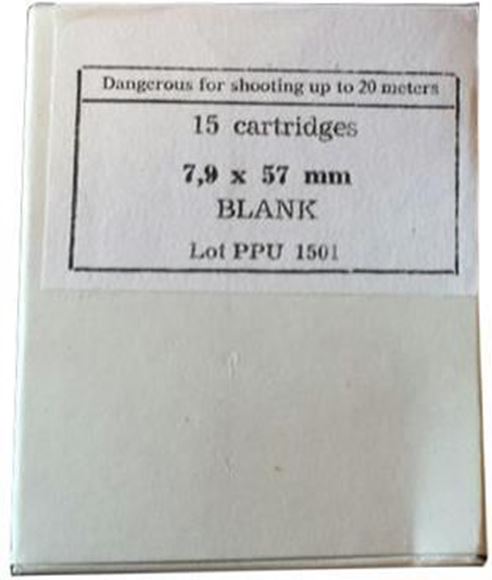 Dangerous for shooting up to 20 meters
15 cartridges
7,9 x 57 mm
BLANK
Lot PPU 1501